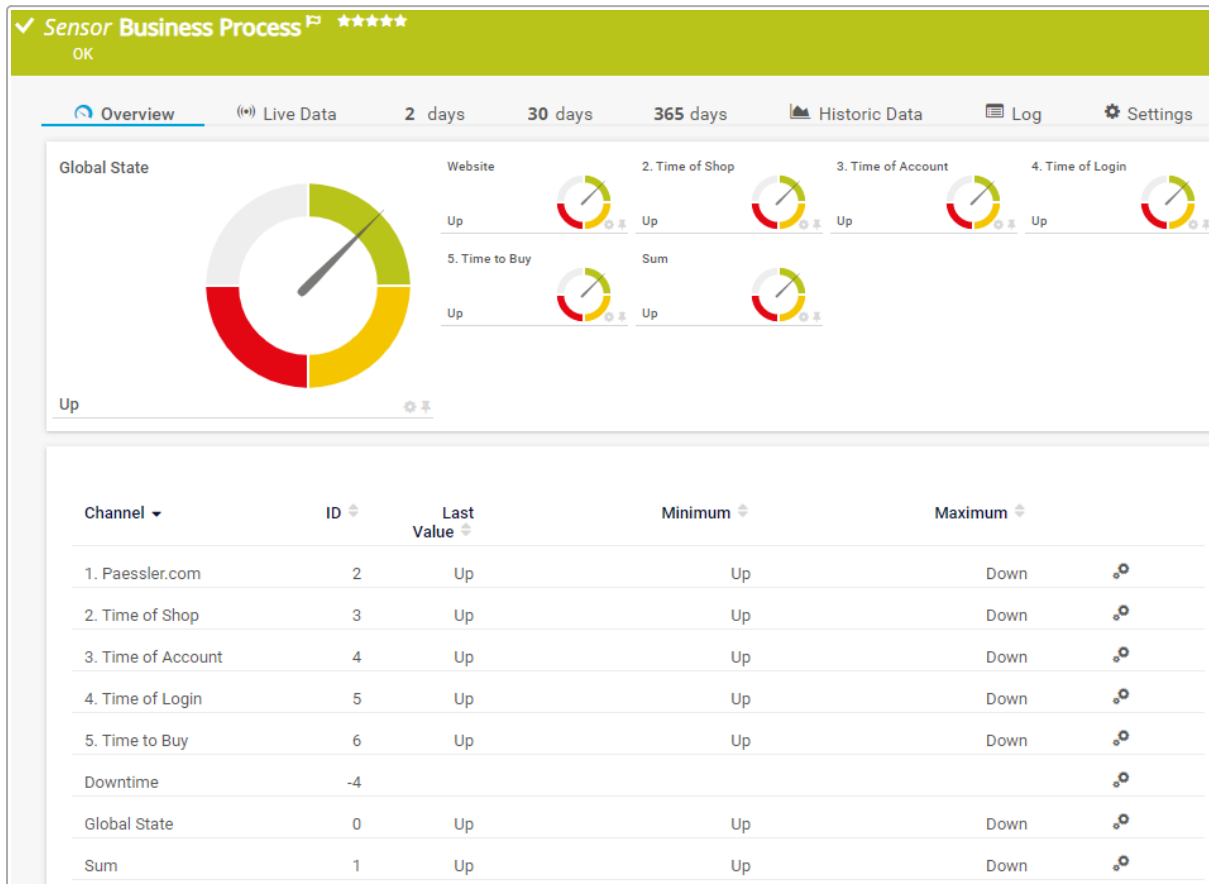 Sensor Business Process
OK
Overview Live Data 2 days 30 days 365 days Historic Data Log Settings
Global State
Up
Website
Up
2. Time of Shop
Up
3. Time of Account
Up
4. Time of Login
Up
5. Time to Buy
Up
Sum
Up
Channel ID Last Value Minimum Maximum
1. Paessler.com 2 Up Up Down
2. Time of Shop 3 Up Up Down
3. Time of Account 4 Up Up Down
4. Time of Login 5 Up Up Down
5. Time to Buy 6 Up Up Down
Downtime -4
Global State 0 Up Up Down
Sum 1 Up Up Down